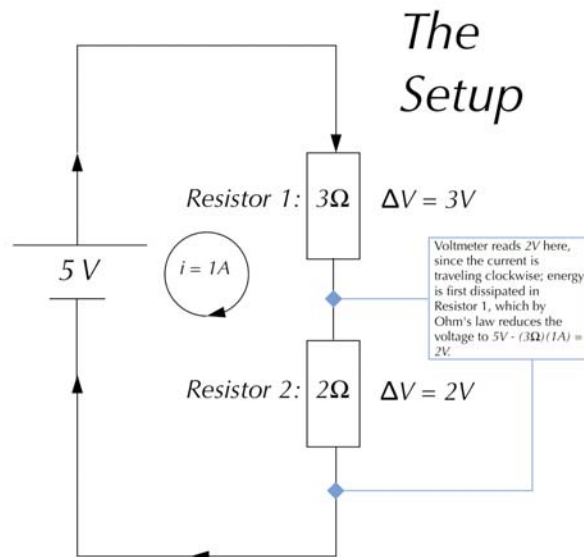 The
Setup
Resistor 1: 3Ω ΔV = 3V
5 V
i = 1A
Voltmeter reads 2V here,
since the current is
traveling clockwise; energy
is first dissipated in
Resistor 1, which by
Ohm's law reduces the
voltage to 5V - (3Ω)(1A) =
2V.
Resistor 2: 2Ω ΔV = 2V